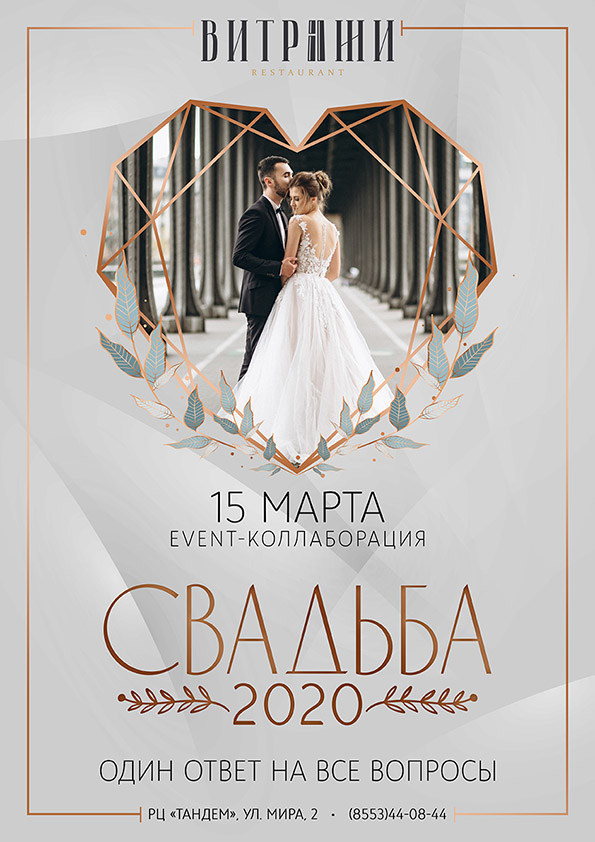 ВИТРАЖИ
RESTAURANT
15 МАРТА
EVENT-КОЛЛАБОРАЦИЯ
СВАДЬБА
2020
ОДИН ОТВЕТ НА ВСЕ ВОПРОСЫ
РЦ «ТАНДЕМ», УЛ. МИРА, 2 • (8553)44-08-44